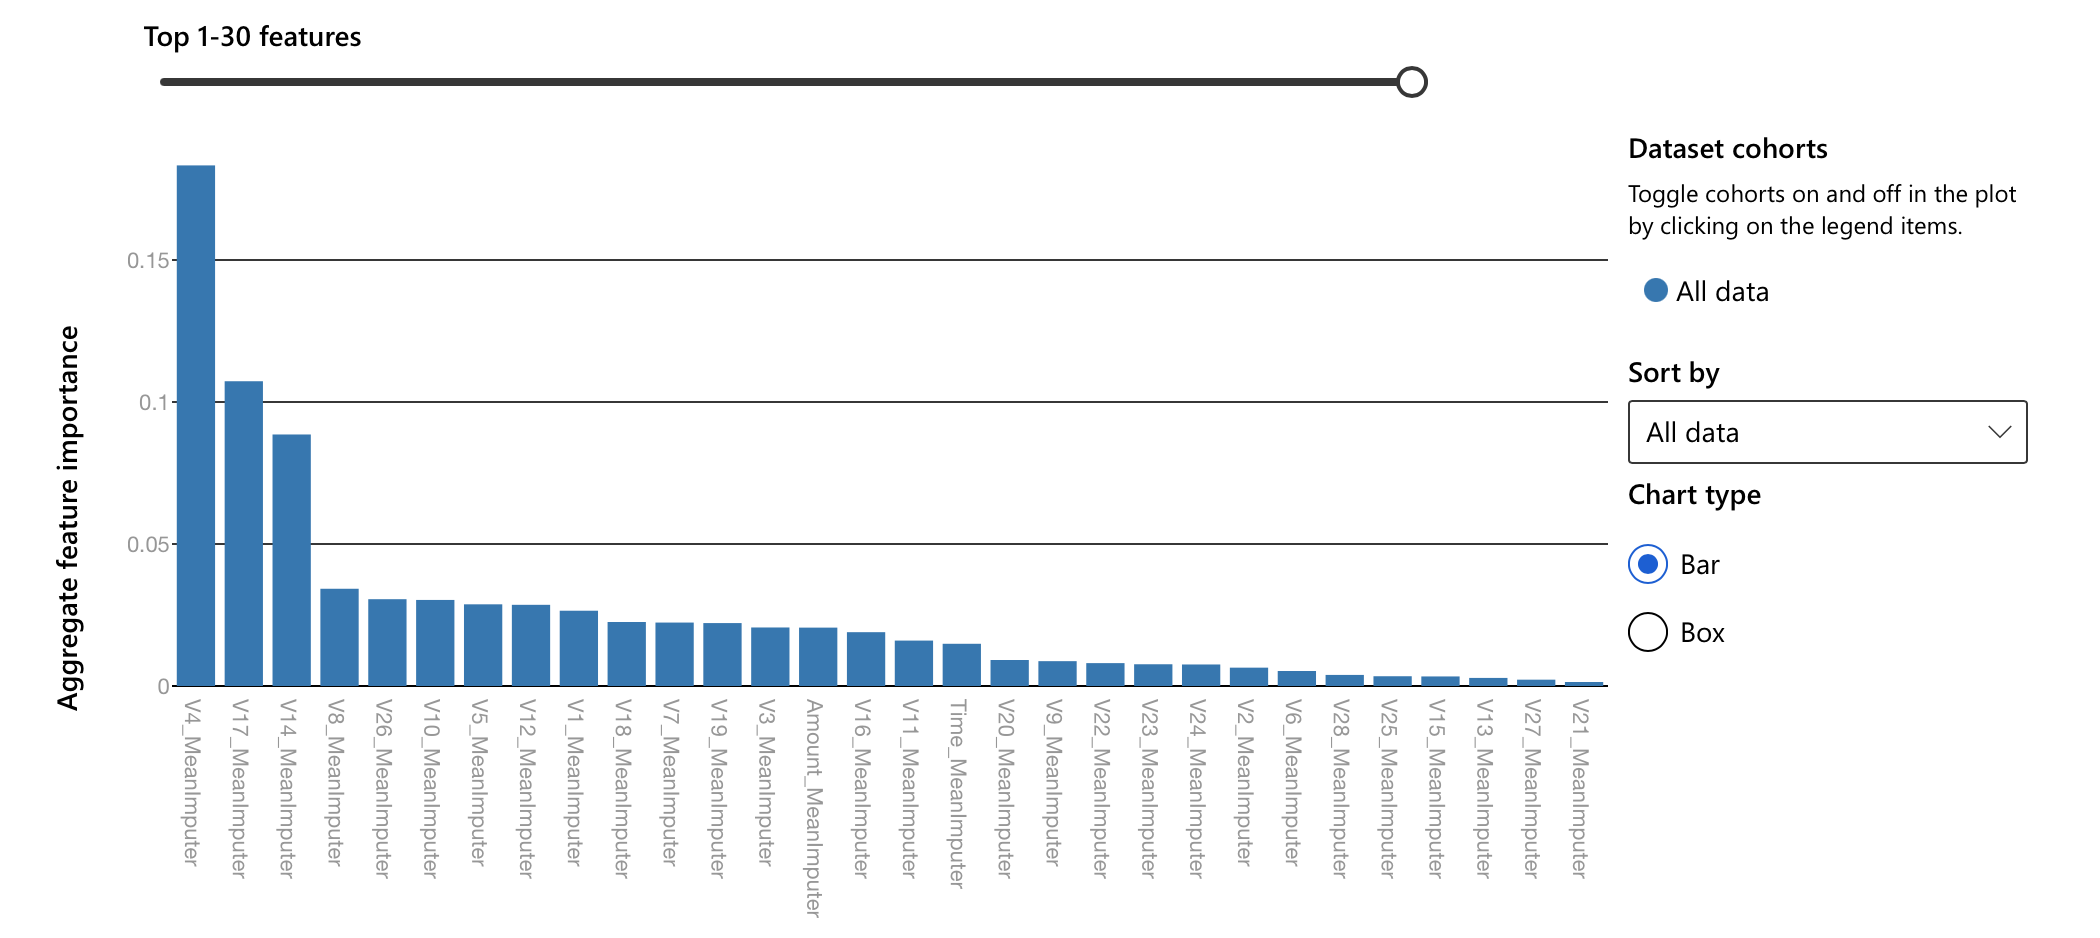 Top 1-30 features
Aggregate feature importance
0.15
0.1
0.05
0
V4_MeanImputer
V17_MeanImputer
V14_MeanImputer
V8_MeanImputer
V26_MeanImputer
V10_MeanImputer
V5_MeanImputer
V12_MeanImputer
V1_MeanImputer
V18_MeanImputer
V7_MeanImputer
V19_MeanImputer
V3_MeanImputer
Amount_MeanImputer
V16_MeanImputer
V11_MeanImputer
Time_MeanImputer
V20_MeanImputer
V9_MeanImputer
V22_MeanImputer
V23_MeanImputer
V24_MeanImputer
V2_MeanImputer
V6_MeanImputer
V28_MeanImputer
V25_MeanImputer
V15_MeanImputer
V13_MeanImputer
V27_MeanImputer
V21_MeanImputer
Dataset cohorts
Toggle cohorts on and off in the plot
by clicking on the legend items.
All data
Sort by
All data
Chart type
Bar
Box